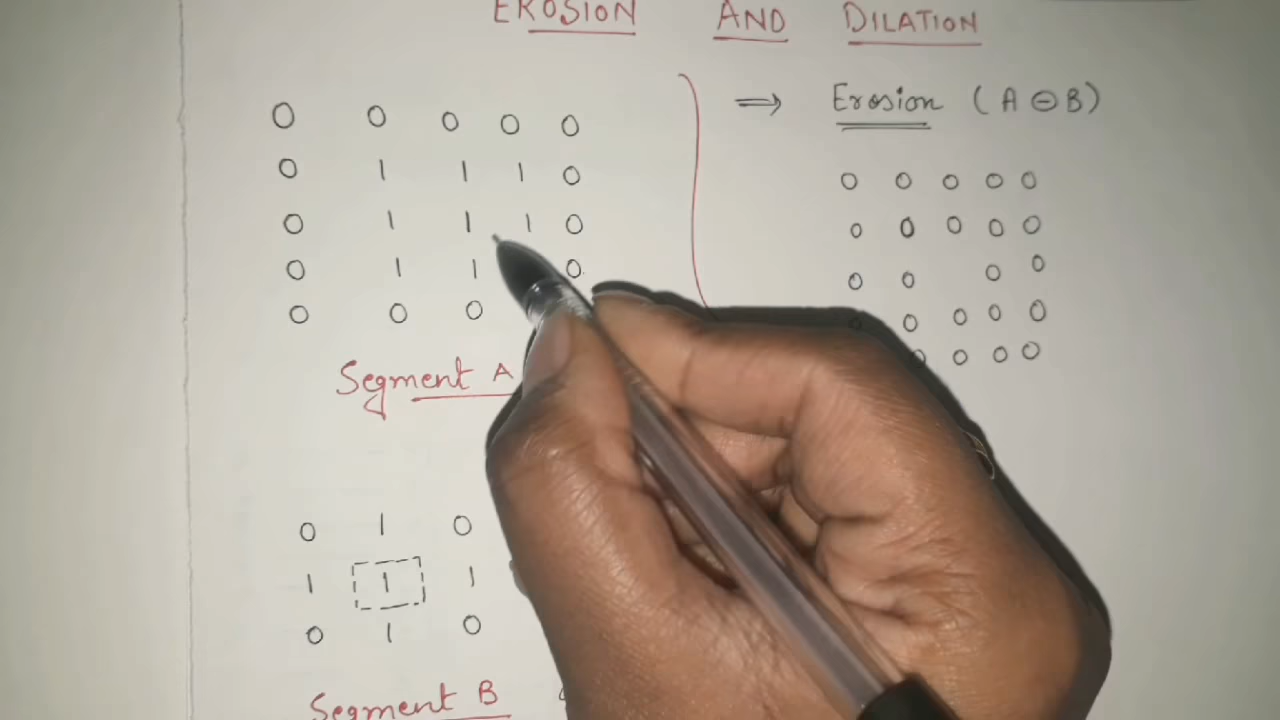 EROSION AND DILATION
0 0 0 0 0
0 1 1 1 0
0 1 1 1 0
0 1 1 0
0 0 0
Segment A
0 1 0
1 1 1
0 1 0
Segment B
⇒ Erosion (A ⊖ B)
0 0 0 0 0
0 0 0 0 0
0 0 0 0
0 0 0 0
0 0 0